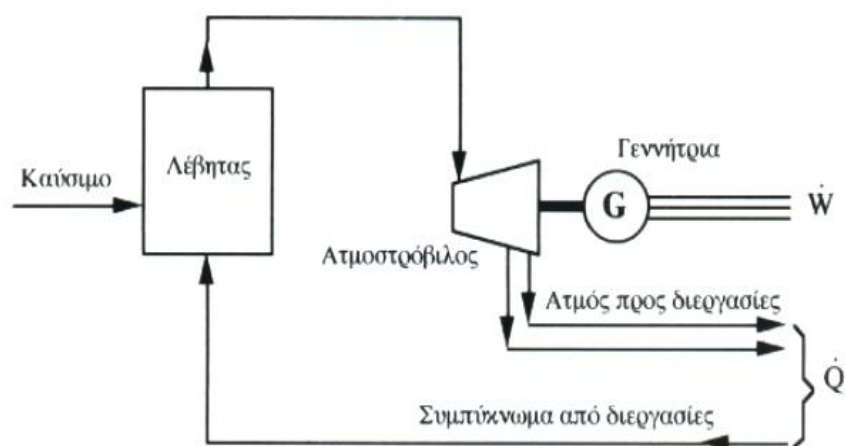 Γεννήτρια
Λέβητας
Καύσιμο
G
Ẇ
Ατμοστρόβιλος
Ατμός προς διεργασίες
Q̇
Συμπύκνωμα από διεργασίες